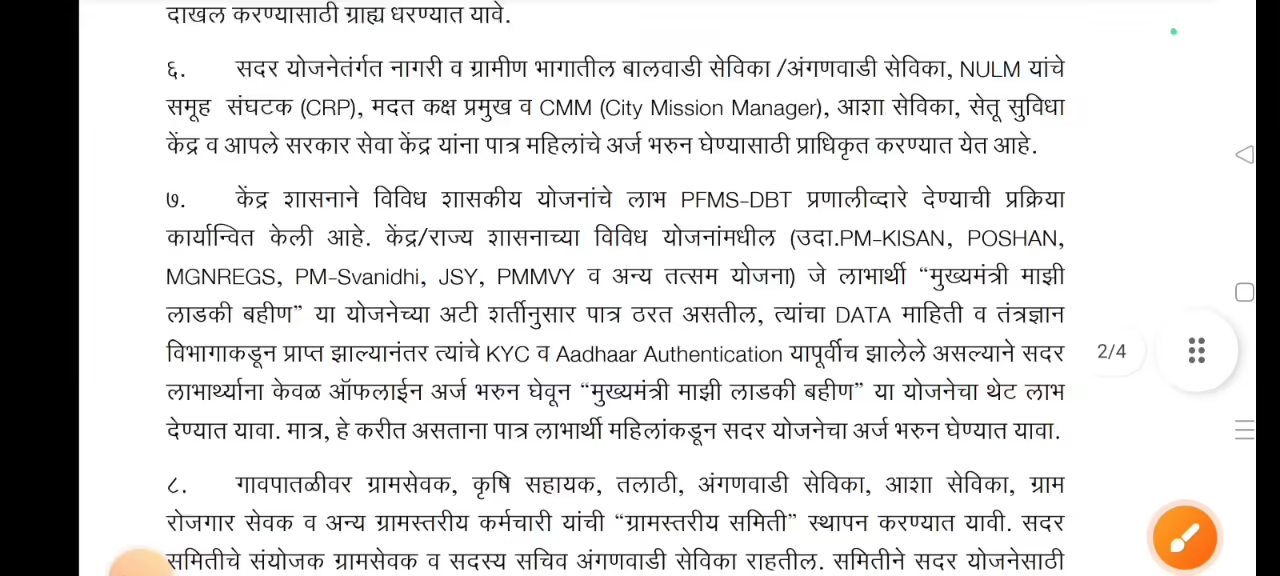 दाखल करण्यासाठी ग्राह्य धरण्यात यावे.
६. सदर योजनेतंर्गत नागरी व ग्रामीण भागातील बालवाडी सेविका /अंगणवाडी सेविका, NULM यांचे
समूह संघटक (CRP), मदत कक्ष प्रमुख व CMM (City Mission Manager), आशा सेविका, सेतू सुविधा
केंद्र व आपले सरकार सेवा केंद्र यांना पात्र महिलांचे अर्ज भरुन घेण्यासाठी प्राधिकृत करण्यात येत आहे.
७. केंद्र शासनाने विविध शासकीय योजनांचे लाभ PFMS-DBT प्रणालीव्दारे देण्याची प्रक्रिया
कार्यान्वित केली आहे. केंद्र/राज्य शासनाच्या विविध योजनांमधील (उदा.PM-KISAN, POSHAN,
MGNREGS, PM-Svanidhi, JSY, PMMVY व अन्य तत्सम योजना) जे लाभार्थी “मुख्यमंत्री माझी
लाडकी बहीण” या योजनेच्या अटी शर्तीनुसार पात्र ठरत असतील, त्यांचा DATA माहिती व तंत्रज्ञान
विभागाकडून प्राप्त झाल्यानंतर त्यांचे KYC व Aadhaar Authentication यापूर्वीच झालेले असल्याने सदर
लाभार्थ्याना केवळ ऑफलाईन अर्ज भरुन घेवून “मुख्यमंत्री माझी लाडकी बहीण” या योजनेचा थेट लाभ
देण्यात यावा. मात्र, हे करीत असताना पात्र लाभार्थी महिलांकडून सदर योजनेचा अर्ज भरुन घेण्यात यावा.
2/4
८. गावपातळीवर ग्रामसेवक, कृषि सहायक, तलाठी, अंगणवाडी सेविका, आशा सेविका, ग्राम
रोजगार सेवक व अन्य ग्रामस्तरीय कर्मचारी यांची “ग्रामस्तरीय समिती” स्थापन करण्यात यावी. सदर
समितीचे संयोजक ग्रामसेवक व सदस्य सचिव अंगणवाडी सेविका राहतील. समितीने सदर योजनेसाठी